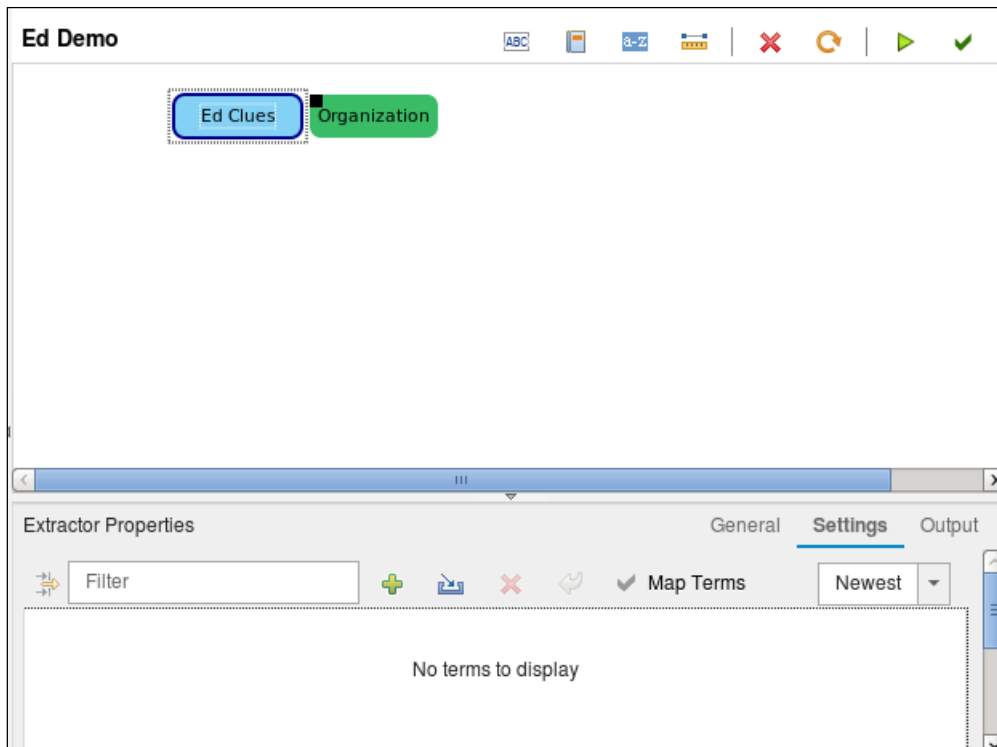 Ed Demo
ABC
a-z
Ed Clues
Organization
Extractor Properties
General
Settings
Output
Filter
Map Terms
Newest
No terms to display